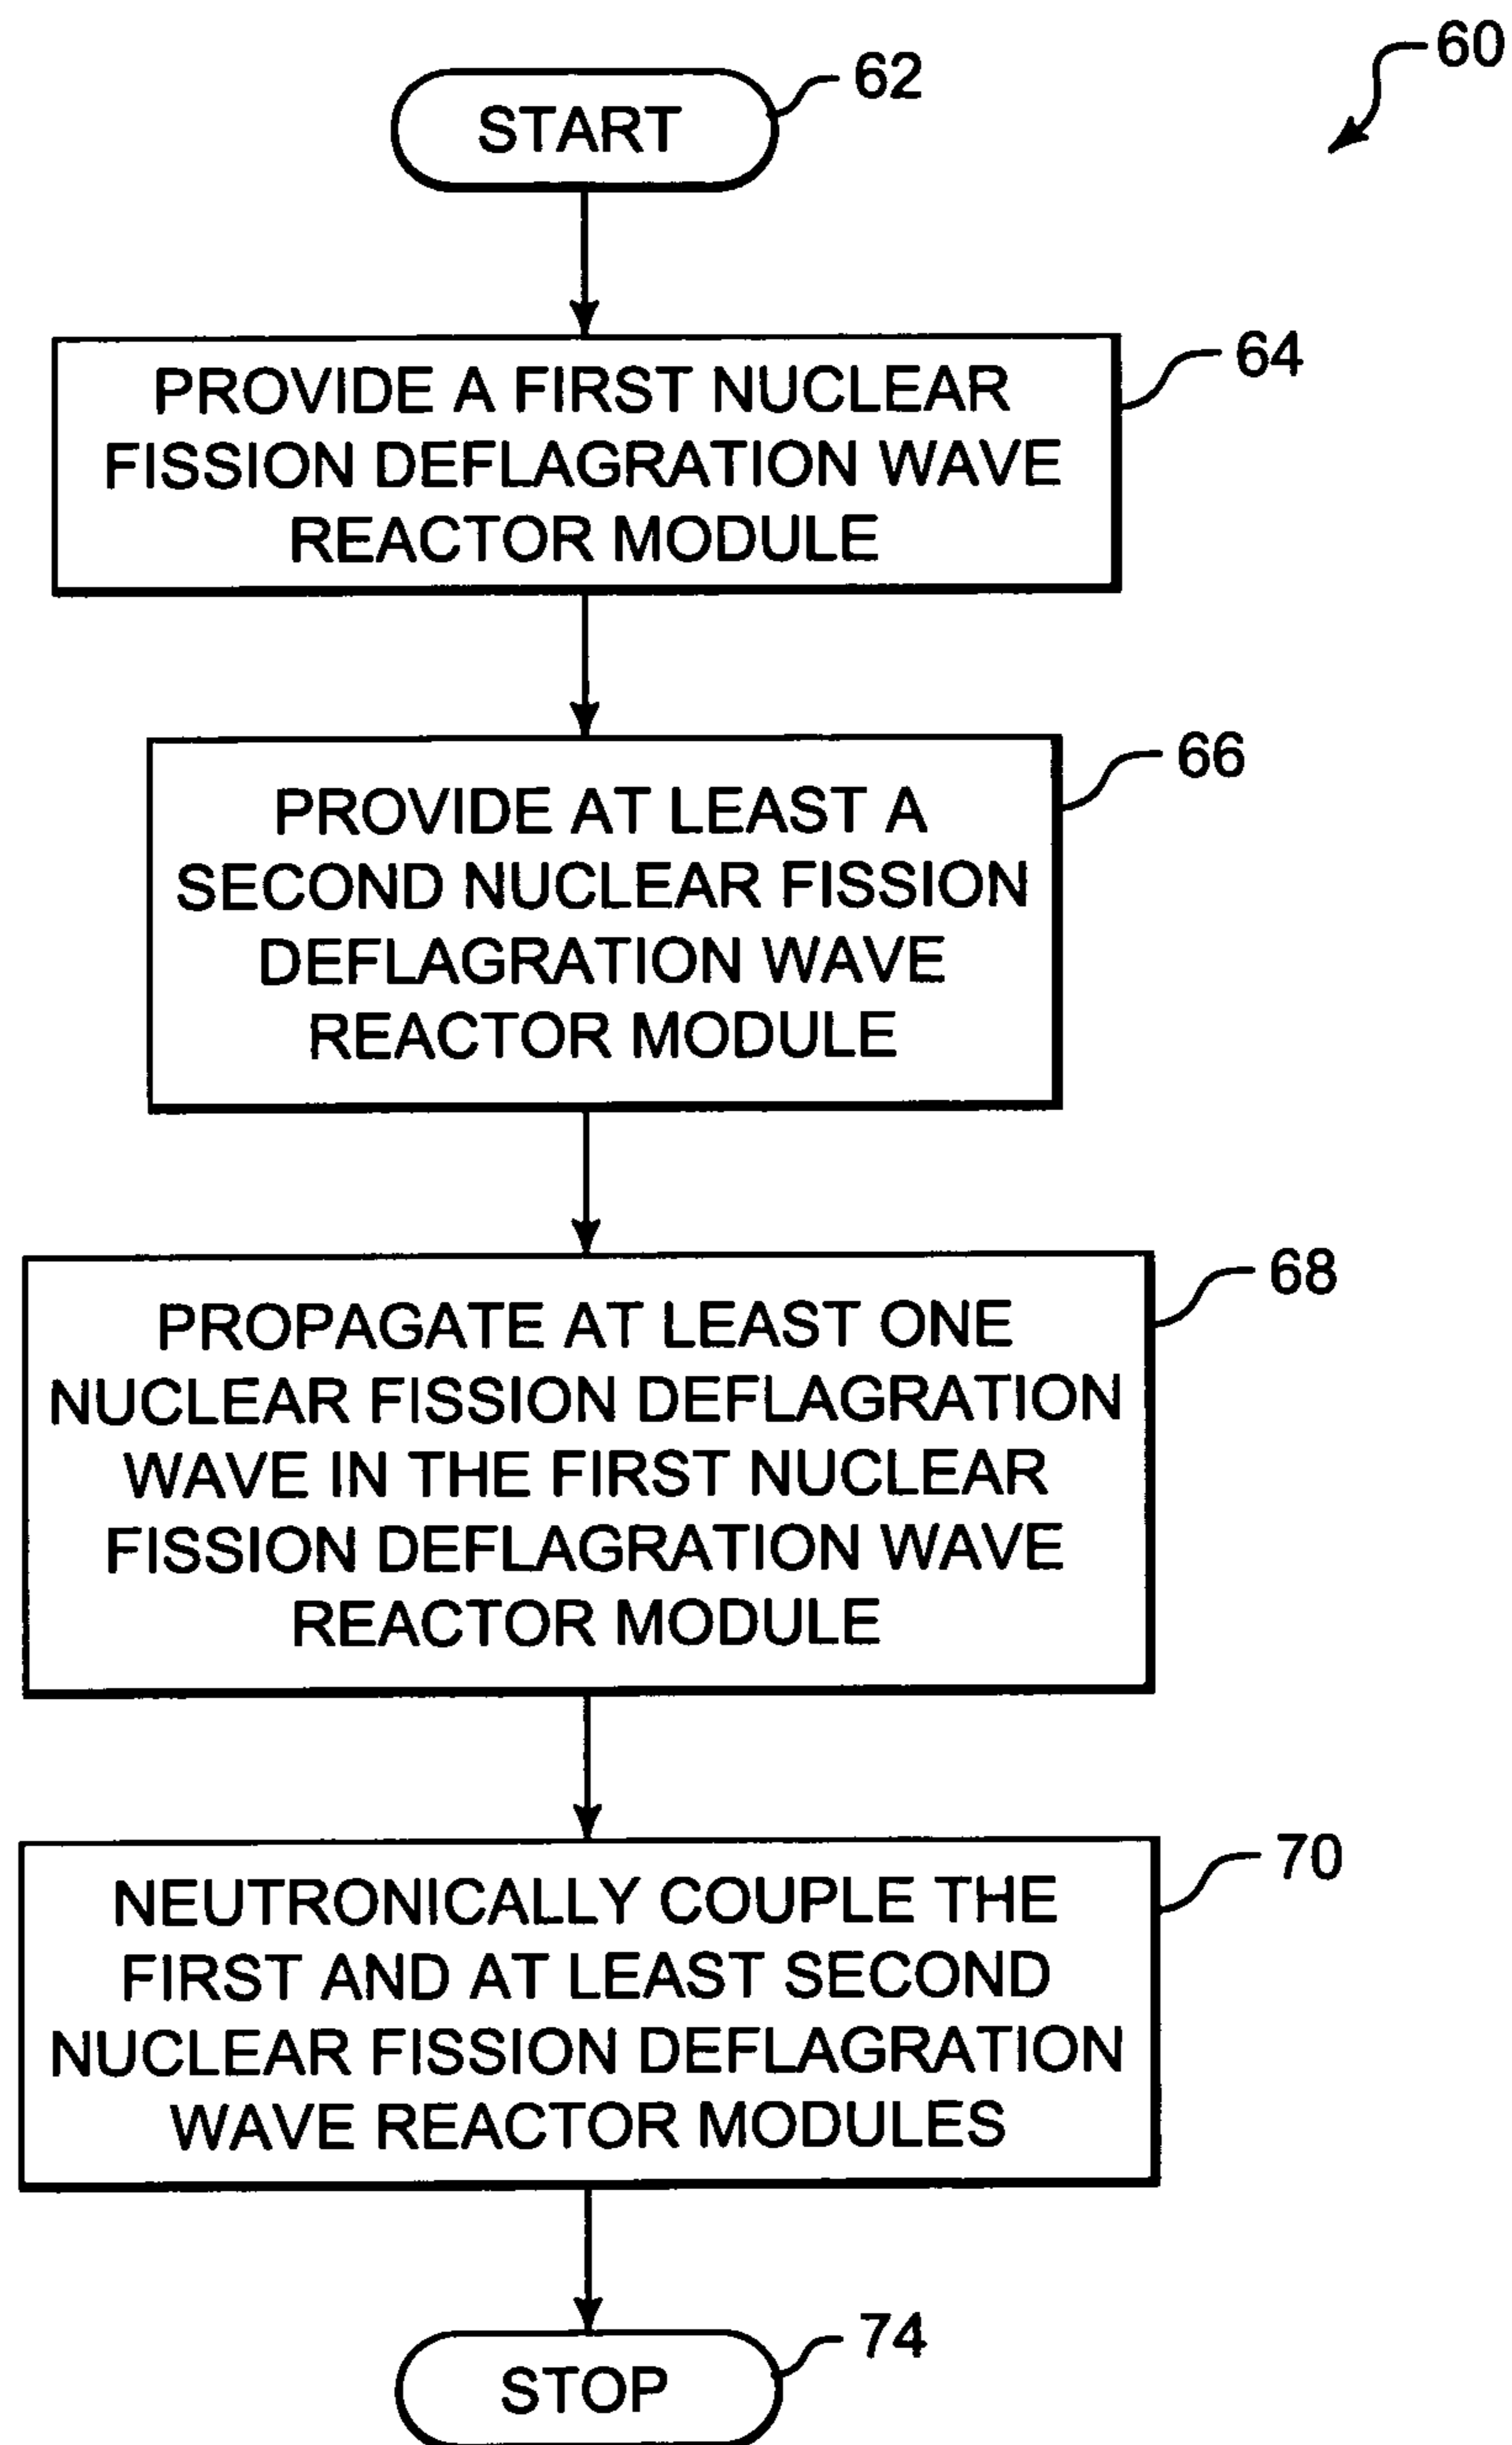 60
START
62
PROVIDE A FIRST NUCLEAR
FISSION DEFLAGRATION WAVE
REACTOR MODULE
64
PROVIDE AT LEAST A
SECOND NUCLEAR FISSION
DEFLAGRATION WAVE
REACTOR MODULE
66
PROPAGATE AT LEAST ONE
NUCLEAR FISSION DEFLAGRATION
WAVE IN THE FIRST NUCLEAR
FISSION DEFLAGRATION WAVE
REACTOR MODULE
68
NEUTRONICALLY COUPLE THE
FIRST AND AT LEAST SECOND
NUCLEAR FISSION DEFLAGRATION
WAVE REACTOR MODULES
70
STOP
74